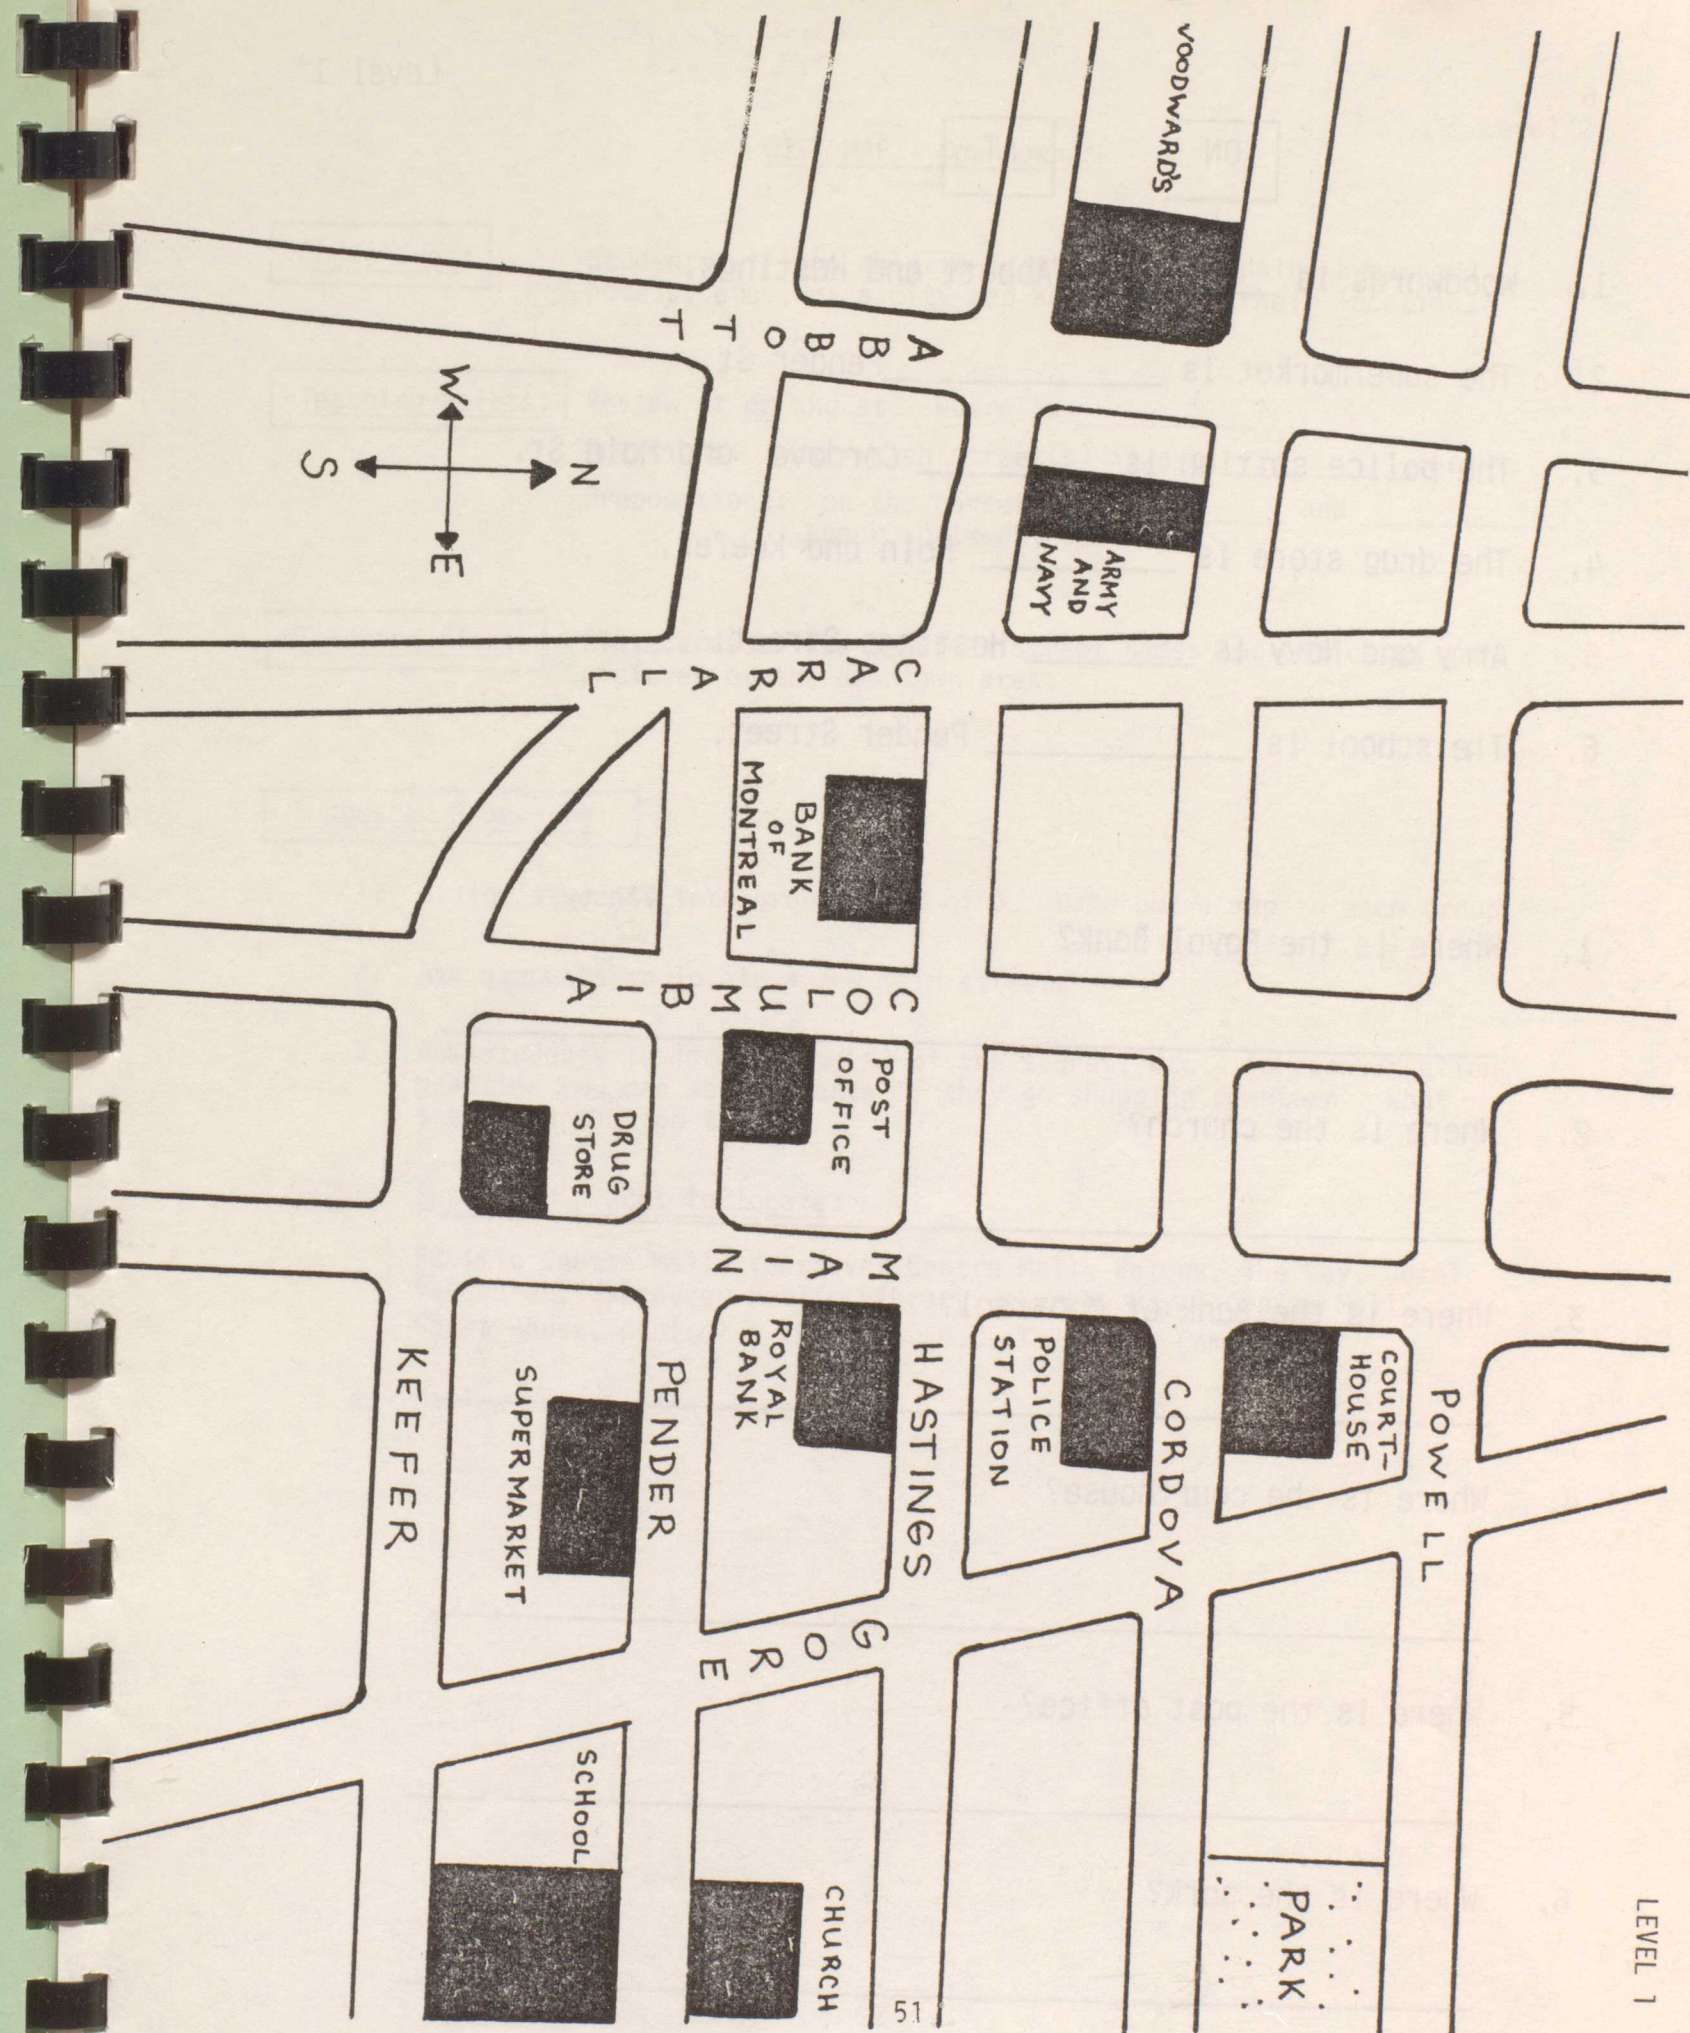 LEVEL 1
POWELL
PARK
COURT-
HOUSE
CORDOVA
WOODWARD'S
ARMY
AND
NAVY
POLICE
STATION
HASTINGS
ABBOTT
CARRALL
COLUMBIA
MAIN
GORE
BANK
OF
MONTREAL
POST
OFFICE
ROYAL
BANK
CHURCH
PENDER
DRUG
STORE
SUPERMARKET
SCHOOL
KEEFER
N
W
E
S
51